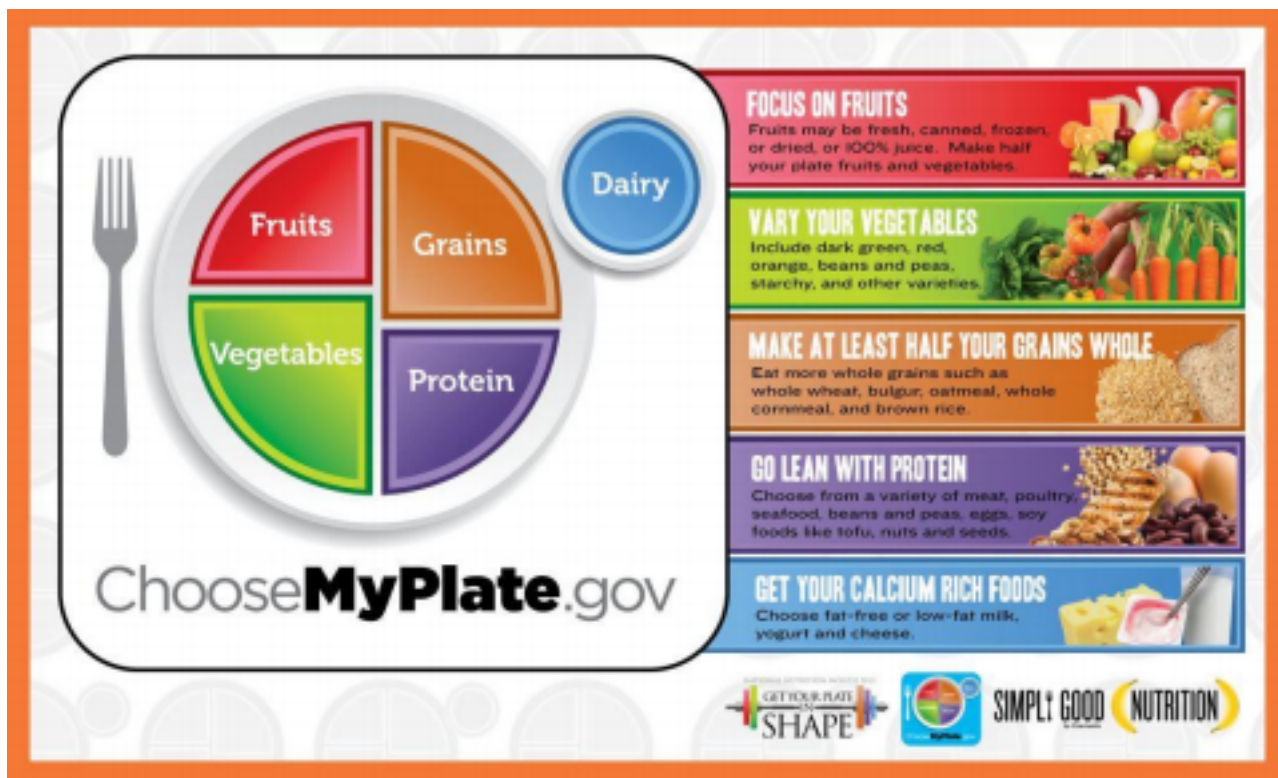 Fruits
Grains
Dairy
Vegetables
Protein
ChooseMyPlate.gov
FOCUS ON FRUITS
Fruits may be fresh, canned, frozen,
or dried, or 100% juice. Make half
your plate fruits and vegetables.
VARY YOUR VEGETABLES
Include dark green, red,
orange, beans and peas,
starchy, and other varieties.
MAKE AT LEAST HALF YOUR GRAINS WHOLE
Eat more whole grains such as
whole wheat, bulgur, oatmeal, whole
cornmeal, and brown rice.
GO LEAN WITH PROTEIN
Choose from a variety of meat, poultry,
seafood, beans and peas, eggs, soy
foods like tofu, nuts and seeds.
GET YOUR CALCIUM RICH FOODS
Choose fat-free or low-fat milk,
yogurt and cheese.
GET YOUR PLATE
IN
SHAPE
SIMPLY GOOD NUTRITION